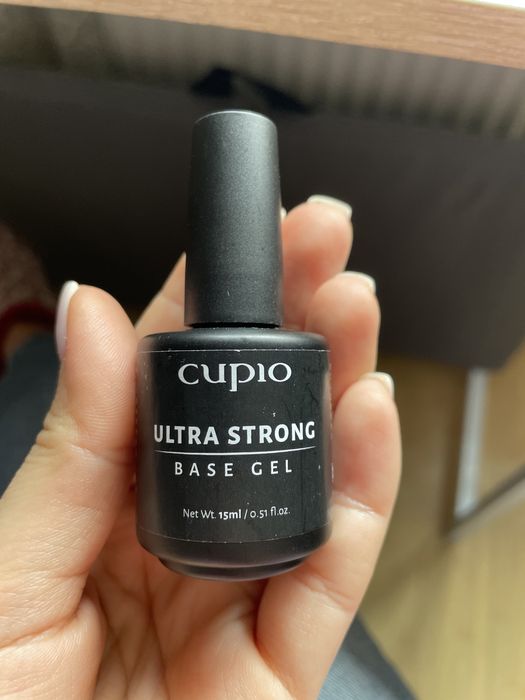 cupio
ULTRA STRONG
BASE GEL
Net Wt. 15ml / 0.51 fl.oz.